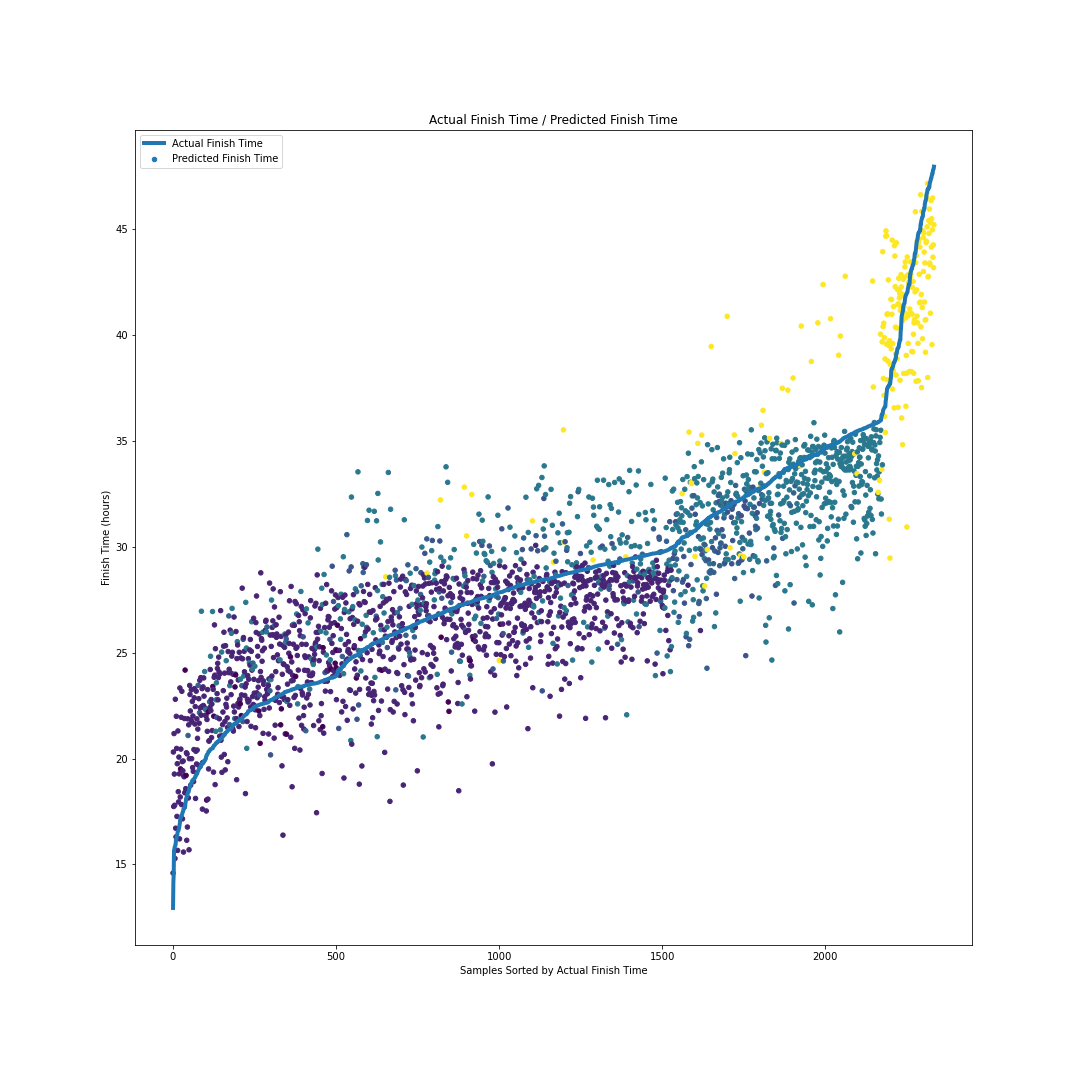 Actual Finish Time / Predicted Finish Time
Actual Finish Time
Predicted Finish Time
45
40
35
30
25
20
15
Finish Time (hours)
0 500 1000 1500 2000
Samples Sorted by Actual Finish Time